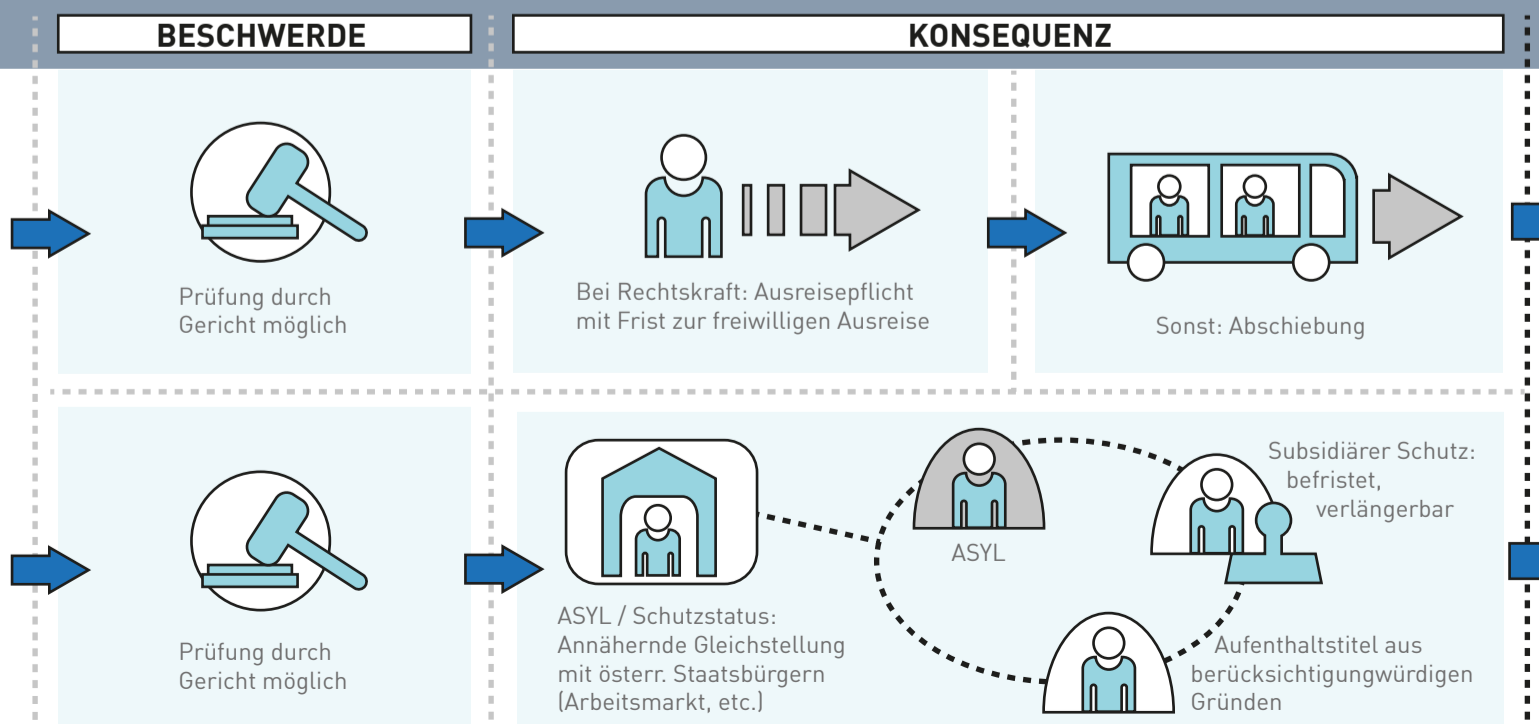 BESCHWERDE
KONSEQUENZ
Prüfung durch
Gericht möglich
Bei Rechtskraft: Ausreisepflicht
mit Frist zur freiwilligen Ausreise
Sonst: Abschiebung
Prüfung durch
Gericht möglich
ASYL / Schutzstatus:
Annähernde Gleichstellung
mit österr. Staatsbürgern
(Arbeitsmarkt, etc.)
ASYL
Subsidiärer Schutz:
befristet,
verlängerbar
Aufenthaltstitel aus
berücksichtigungwürdigen
Gründen